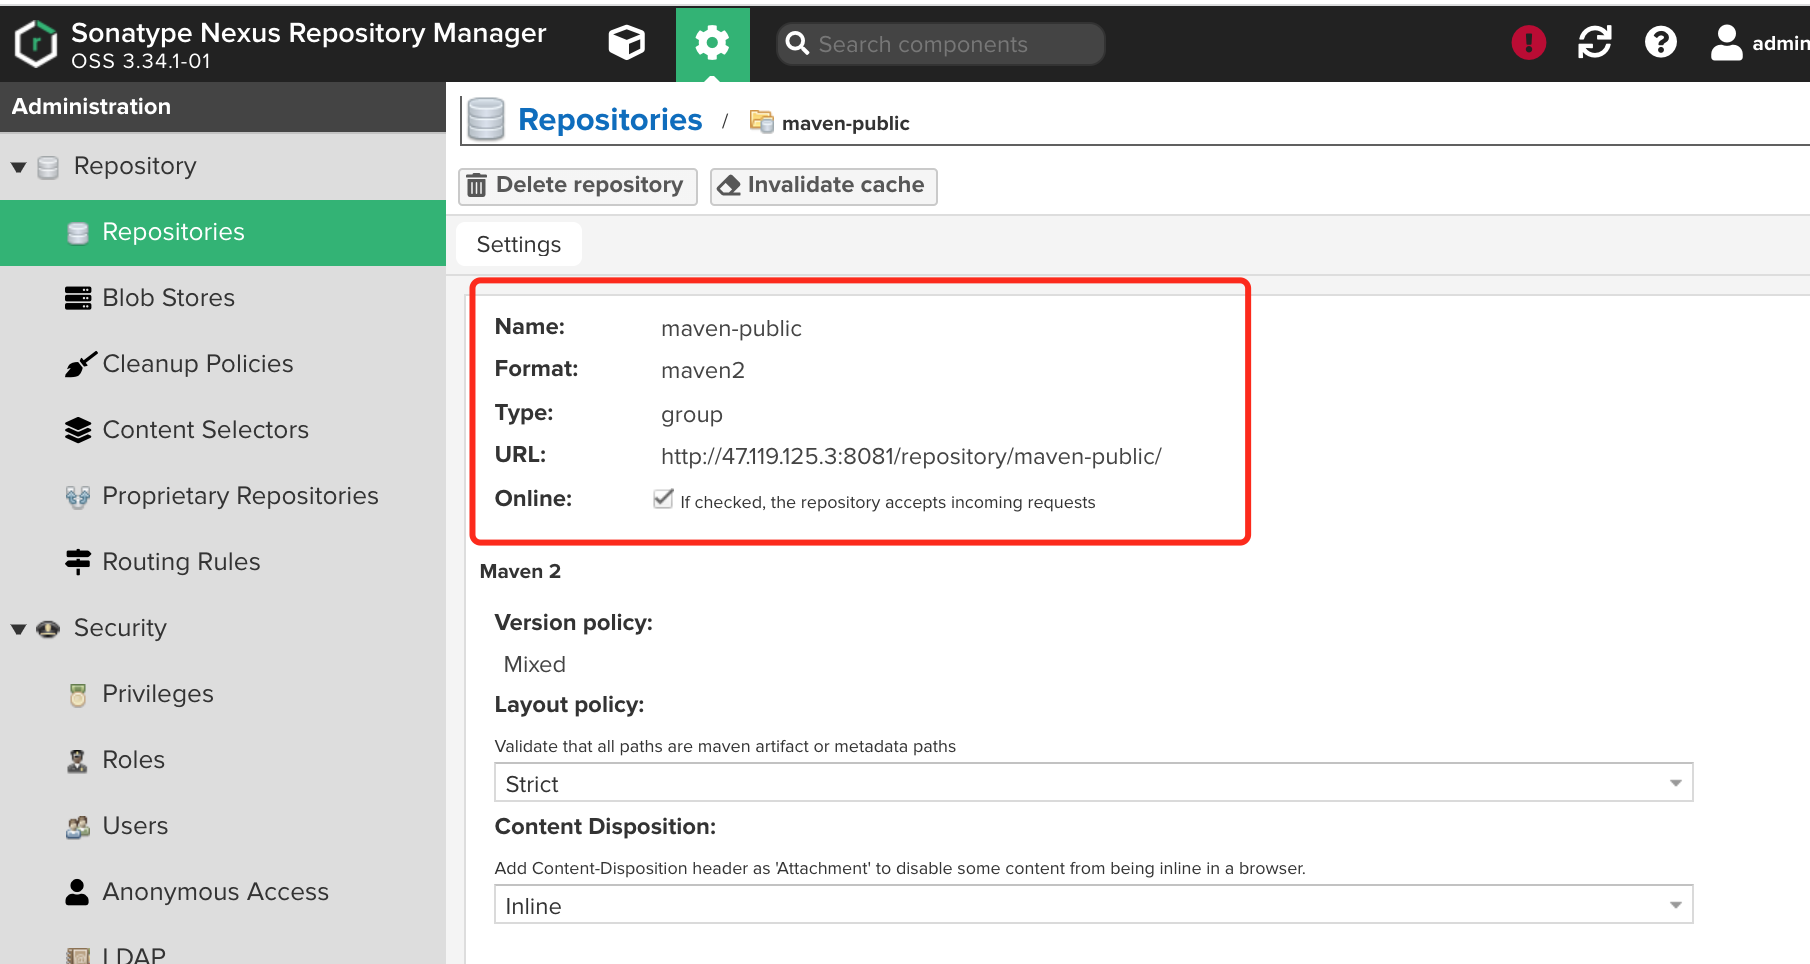 Sonatype Nexus Repository Manager
OSS 3.34.1-01
Search components
admin
Administration
Repository
Repositories
Blob Stores
Cleanup Policies
Content Selectors
Proprietary Repositories
Routing Rules
Security
Privileges
Roles
Users
Anonymous Access
LDAP
Repositories / maven-public
Delete repository
Invalidate cache
Settings
Name: maven-public
Format: maven2
Type: group
URL: http://47.119.125.3:8081/repository/maven-public/
Online: If checked, the repository accepts incoming requests
Maven 2
Version policy:
Mixed
Layout policy:
Validate that all paths are maven artifact or metadata paths
Strict
Content Disposition:
Add Content-Disposition header as 'Attachment' to disable some content from being inline in a browser.
Inline